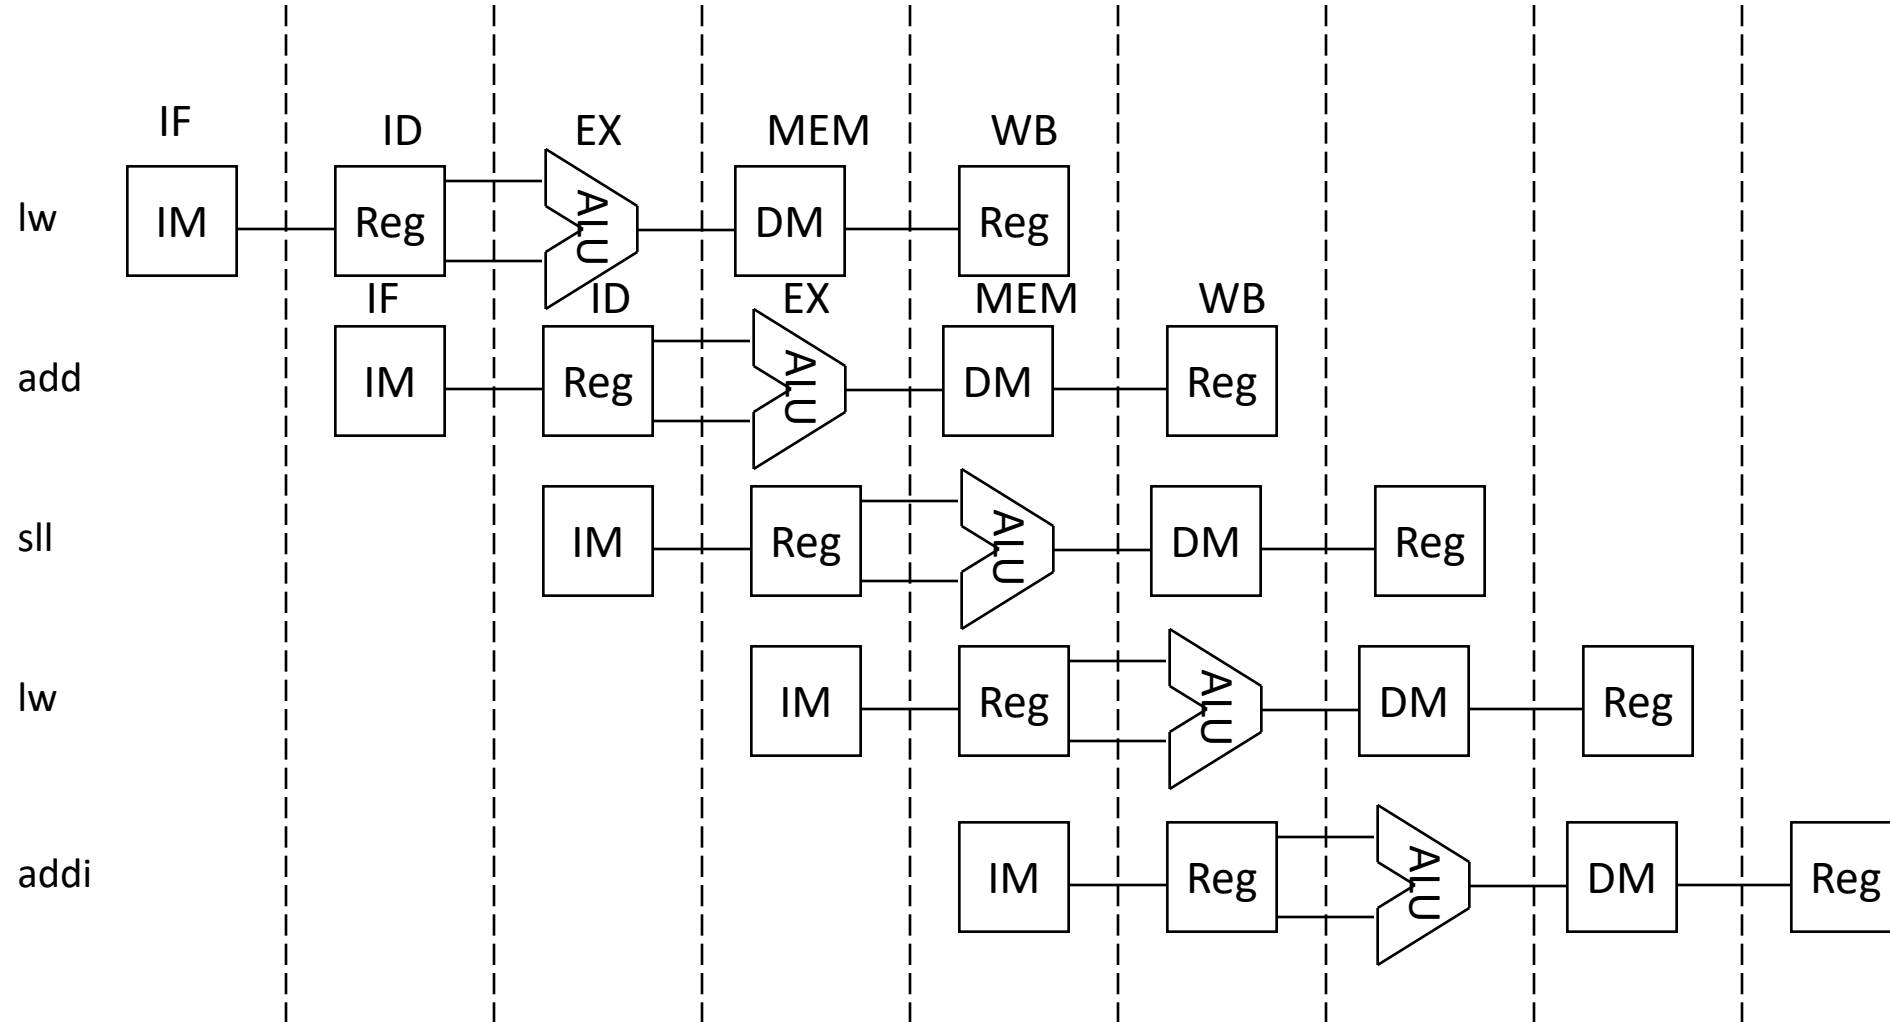 IF ID EX MEM WB
lw IM Reg ALU DM Reg
IF ID EX MEM WB
add IM Reg ALU DM Reg
sll IM Reg ALU DM Reg
lw IM Reg ALU DM Reg
addi IM Reg ALU DM Reg